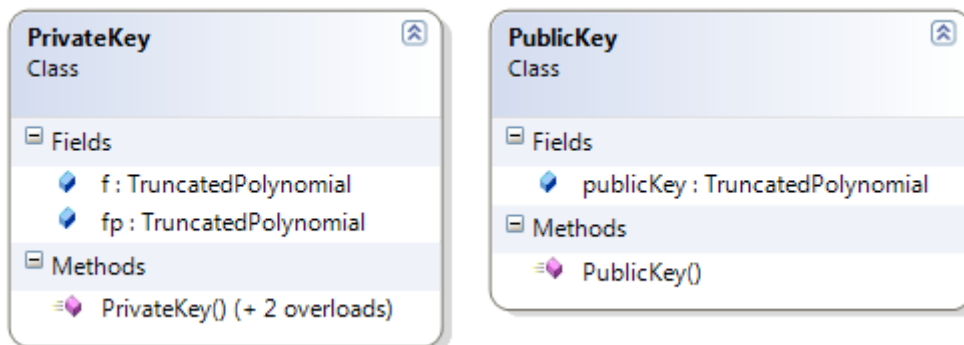 PrivateKey
Class
Fields
f : TruncatedPolynomial
fp : TruncatedPolynomial
Methods
PrivateKey() (+ 2 overloads)
PublicKey
Class
Fields
publicKey : TruncatedPolynomial
Methods
PublicKey()